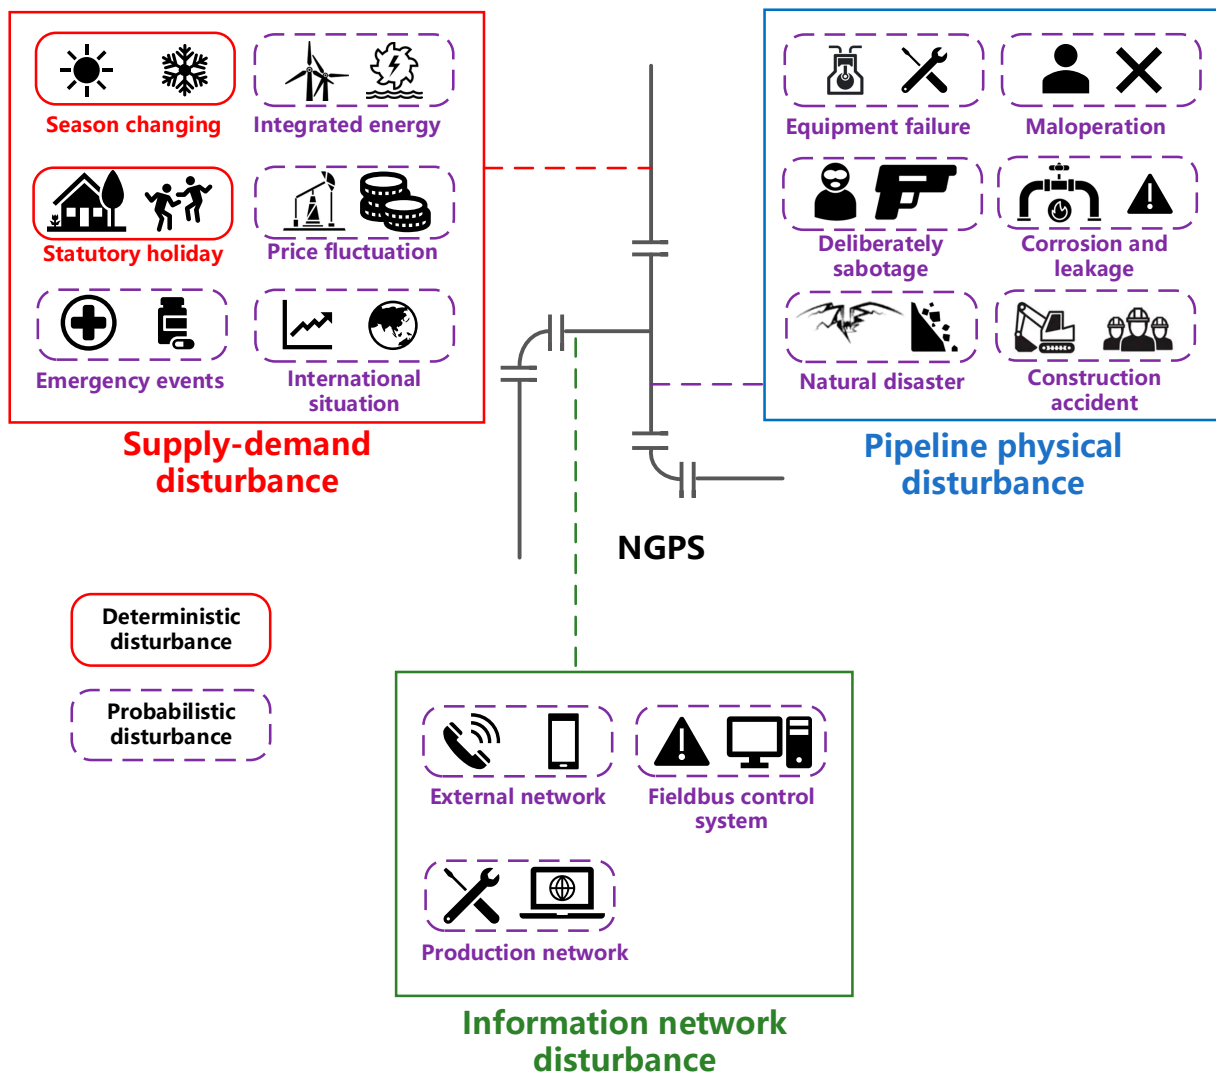 Season changing
Integrated energy
Statutory holiday
Price fluctuation
Emergency events
International
situation
Supply-demand
disturbance
Equipment failure
Maloperation
Deliberately
sabotage
Corrosion and
leakage
Natural disaster
Construction
accident
Pipeline physical
disturbance
NGPS
Deterministic
disturbance
Probabilistic
disturbance
External network
Fieldbus control
system
Production network
Information network
disturbance